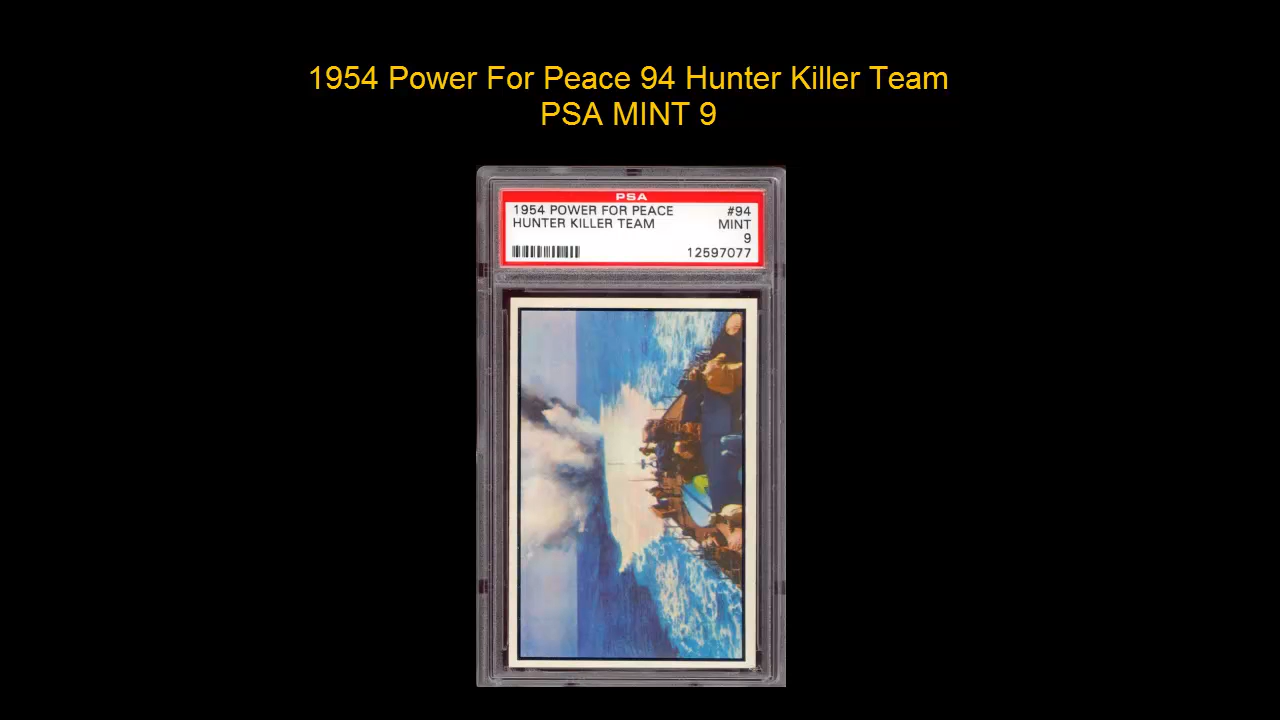 1954 Power For Peace 94 Hunter Killer Team
PSA MINT 9
PSA
1954 POWER FOR PEACE #94
HUNTER KILLER TEAM MINT
9
12597077